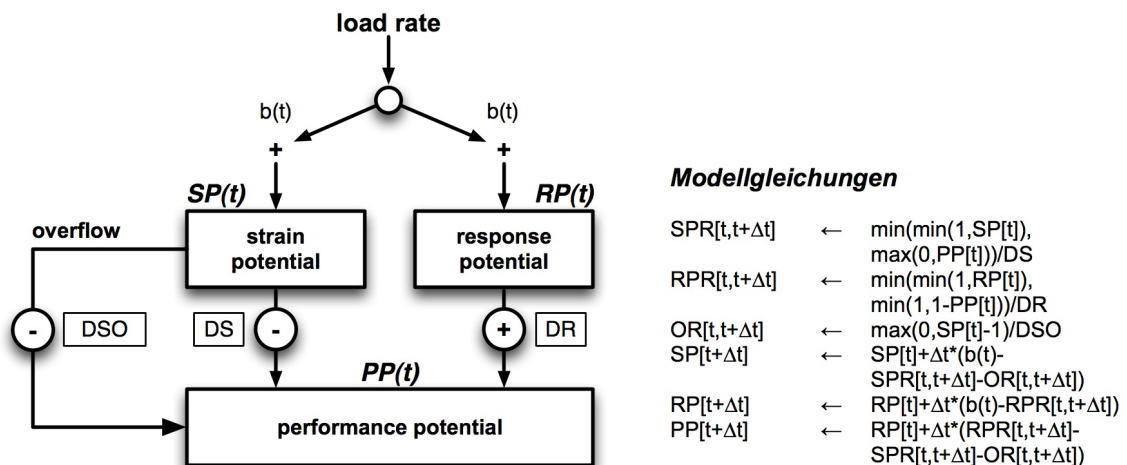 load rate
b(t)
b(t)
+
+
SP(t)
RP(t)
overflow
strain
potential
response
potential
-
DSO
DS
-
+
DR
PP(t)
performance potential
Modellgleichungen
SPR[t,t+Δt] ← min(min(1,SP[t]),
max(0,PP[t]))/DS
RPR[t,t+Δt] ← min(min(1,RP[t]),
min(1,1-PP[t]))/DR
OR[t,t+Δt] ← max(0,SP[t]-1)/DSO
SP[t+Δt] ← SP[t]+Δt*(b(t)-
SPR[t,t+Δt]-OR[t,t+Δt])
RP[t+Δt] ← RP[t]+Δt*(b(t)-RPR[t,t+Δt])
PP[t+Δt] ← RP[t]+Δt*(RPR[t,t+Δt]-
SPR[t,t+Δt]-OR[t,t+Δt])